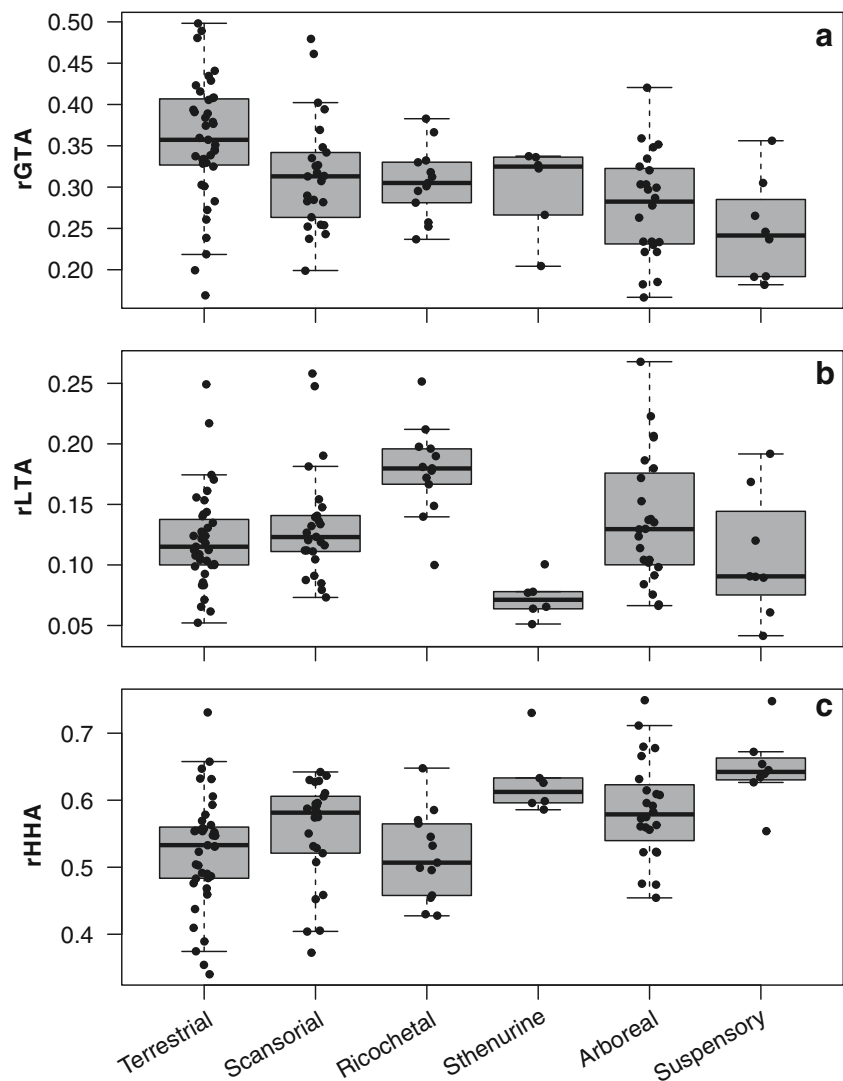 a
rGTA
0.50
0.45
0.40
0.35
0.30
0.25
0.20
b
rLTA
0.25
0.20
0.15
0.10
0.05
c
rHHA
0.7
0.6
0.5
0.4
Terrestrial
Scansorial
Ricochetal
Sthenurine
Arboreal
Suspensory